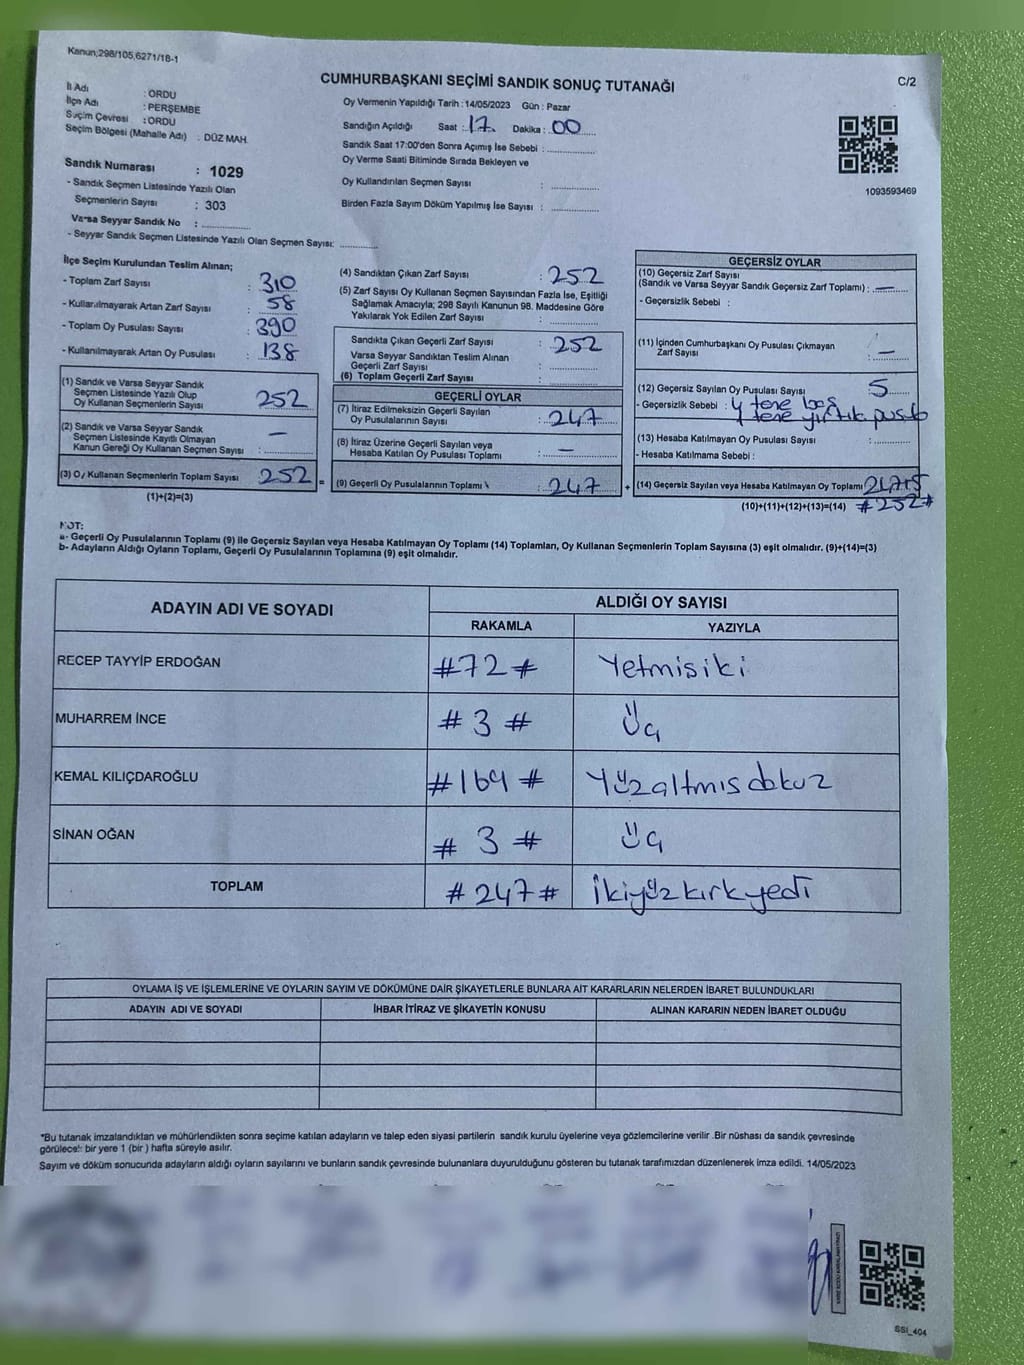 Kanun;298/105,6271/18-1
CUMHURBAŞKANI SEÇİMİ SANDIK SONUÇ TUTANAĞI
C/2
İl Adı : ORDU
İlçe Adı : PERŞEMBE
Seçim Çevresi : ORDU
Seçim Bölgesi (Mahalle Adı) : DÜZ MAH.
Sandık Numarası : 1029
- Sandık Seçmen Listesinde Yazılı Olan
Seçmenlerin Sayısı : 303
Varsa Seyyar Sandık No :
- Seyyar Sandık Seçmen Listesinde Yazılı Olan Seçmen Sayısı:
Oy Vermenin Yapıldığı Tarih : 14/05/2023 Gün : Pazar
Sandığın Açıldığı Saat : 17 Dakika : 00
Sandık Saat 17:00'den Sonra Açımış İse Sebebi :
Oy Verme Saati Bitiminde Sırada Bekleyen ve
Oy Kullandırılan Seçmen Sayısı :
Birden Fazla Sayım Döküm Yapılmış İse Sayısı :
1093593469
İlçe Seçim Kurulundan Teslim Alınan;
- Toplam Zarf Sayısı : 310
- Kullanılmayarak Artan Zarf Sayısı : 58
- Toplam Oy Pusulası Sayısı : 390
- Kullanılmayarak Artan Oy Pusulası : 138
(1) Sandık ve Varsa Seyyar Sandık
Seçmen Listesinde Yazılı Olup
Oy Kullanan Seçmenlerin Sayısı : 252
(2) Sandık ve Varsa Seyyar Sandık
Seçmen Listesinde Kayıtlı Olmayan
Kanun Gereği Oy Kullanan Seçmen Sayısı : —
(3) Oy Kullanan Seçmenlerin Toplam Sayısı 252 =
(1)+(2)=(3)
(4) Sandıktan Çıkan Zarf Sayısı : 252
(5) Zarf Sayısı Oy Kullanan Seçmen Sayısından Fazla İse, Eşitliği
Sağlamak Amacıyla; 298 Sayılı Kanunun 98. Maddesine Göre
Yakılarak Yok Edilen Zarf Sayısı :
Sandıkta Çıkan Geçerli Zarf Sayısı : 252
Varsa Seyyar Sandıktan Teslim Alınan
Geçerli Zarf Sayısı :
(6) Toplam Geçerli Zarf Sayısı :
GEÇERLİ OYLAR
(7) İtiraz Edilmeksizin Geçerli Sayılan
Oy Pusulalarının Sayısı : 247
(8) İtiraz Üzerine Geçerli Sayılan veya
Hesaba Katılan Oy Pusulası Toplamı : —
(9) Geçerli Oy Pusulalarının Toplamı : 247 +
GEÇERSİZ OYLAR
(10) Geçersiz Zarf Sayısı
(Sandık ve Varsa Seyyar Sandık Geçersiz Zarf Toplamı) : —
- Geçersizlik Sebebi :
(11) İçinden Cumhurbaşkanı Oy Pusulası Çıkmayan
Zarf Sayısı : —
(12) Geçersiz Sayılan Oy Pusulası Sayısı 5
- Geçersizlik Sebebi : 4 tene boş
1 tene yırtık pusula
(13) Hesaba Katılmayan Oy Pusulası Sayısı :
- Hesaba Katılmama Sebebi :
(14) Geçersiz Sayılan veya Hesaba Katılmayan Oy Toplamı 247+5
(10)+(11)+(12)+(13)=(14) #252#
NOT:
a- Geçerli Oy Pusulalarının Toplamı (9) ile Geçersiz Sayılan veya Hesaba Katılmayan Oy Toplamı (14) Toplamları, Oy Kullanan Seçmenlerin Toplam Sayısına (3) eşit olmalıdır. (9)+(14)=(3)
b- Adayların Aldığı Oyların Toplamı, Geçerli Oy Pusulalarının Toplamına (9) eşit olmalıdır.
ADAYIN ADI VE SOYADI ALDIĞI OY SAYISI
RAKAMLA YAZIYLA
RECEP TAYYİP ERDOĞAN #72# Yetmişiki
MUHARREM İNCE #3# Üç
KEMAL KILIÇDAROĞLU #169# Yüzaltmış dokuz
SİNAN OĞAN #3# Üç
TOPLAM #247# İkiyüz kırkyedi
OYLAMA İŞ VE İŞLEMLERİNE VE OYLARIN SAYIM VE DÖKÜMÜNE DAİR ŞİKAYETLERLE BUNLARA AİT KARARLARIN NELERDEN İBARET BULUNDUKLARI
ADAYIN ADI VE SOYADI İHBAR İTİRAZ VE ŞİKAYETİN KONUSU ALINAN KARARIN NEDEN İBARET OLDUĞU
*Bu tutanak imzalandıktan ve mühürlendikten sonra seçime katılan adayların ve talep eden siyasi partilerin sandık kurulu üyelerine veya gözlemcilerine verilir .Bir nüshası da sandık çevresinde
görülecek bir yere 1 (bir ) hafta süreyle asılır.
Sayım ve döküm sonucunda adayların aldığı oyların sayılarını ve bunların sandık çevresinde bulunanlara duyurulduğunu gösteren bu tutanak tarafımızdan düzenlenerek imza edildi. 14/05/2023
SSİ_404